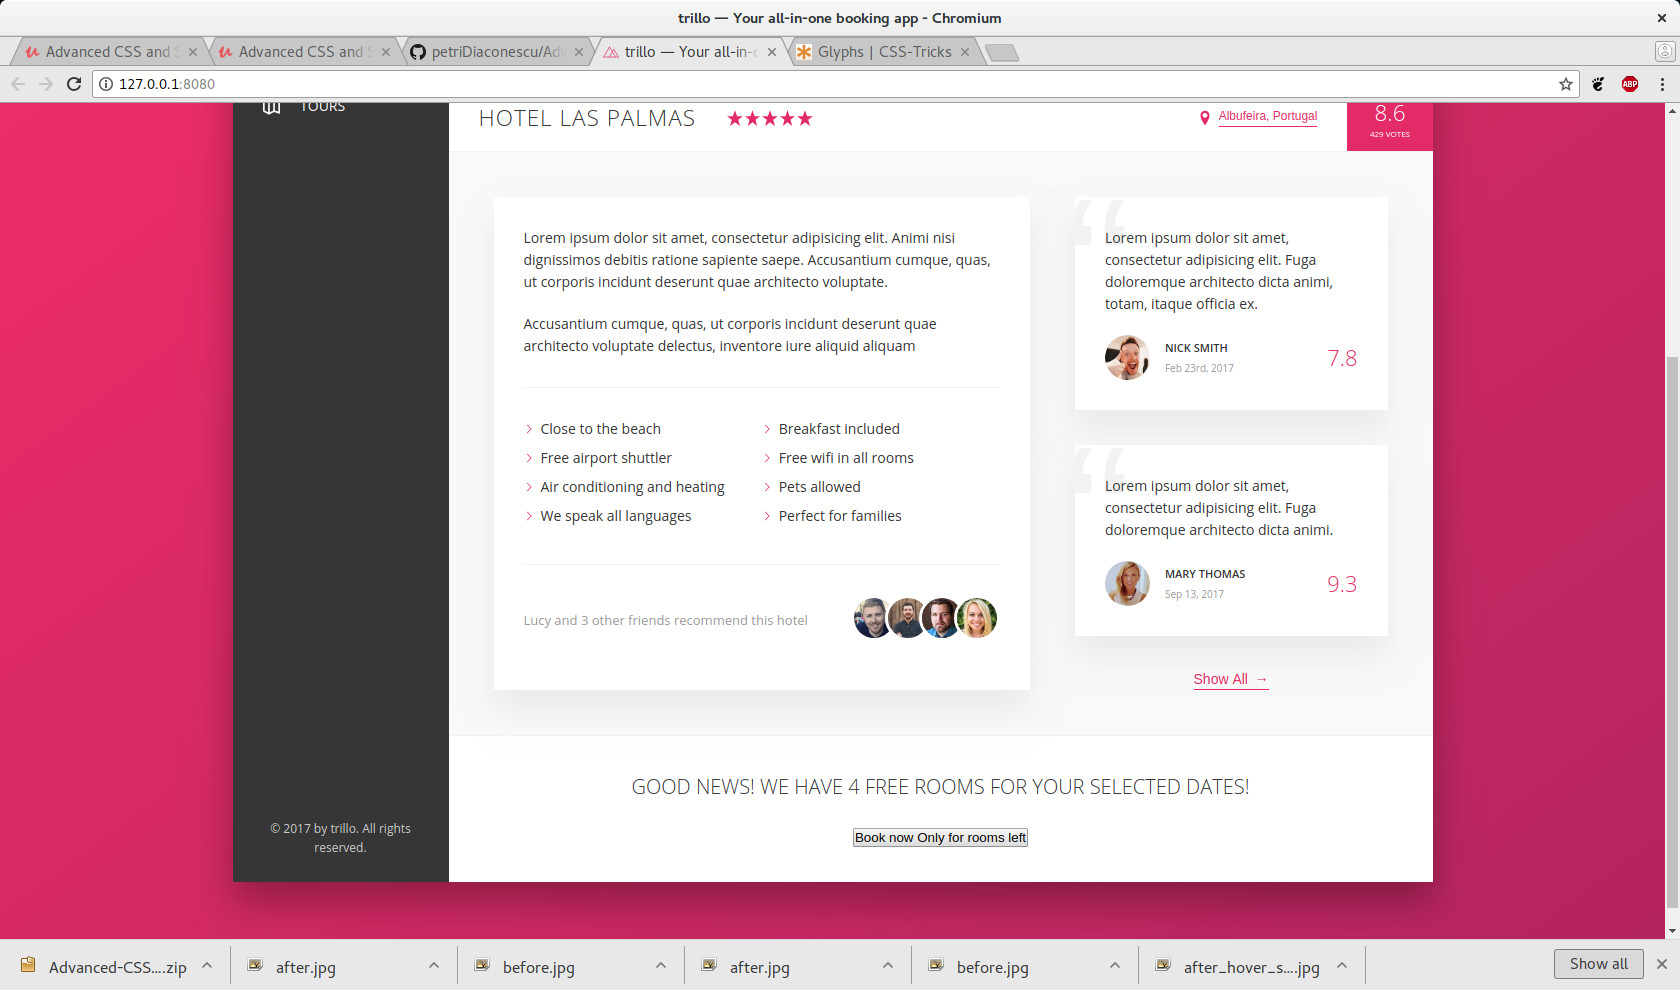 trillo — Your all-in-one booking app - Chromium
Advanced CSS and S
Advanced CSS and S
petriDiaconescu/Adv
trillo — Your all-in-o
Glyphs | CSS-Tricks
127.0.0.1:8080
ABP
TOURS
HOTEL LAS PALMAS
Albufeira, Portugal
8.6
429 VOTES
Lorem ipsum dolor sit amet, consectetur adipisicing elit. Animi nisi
dignissimos debitis ratione sapiente saepe. Accusantium cumque, quas,
ut corporis incidunt deserunt quae architecto voluptate.
Accusantium cumque, quas, ut corporis incidunt deserunt quae
architecto voluptate delectus, inventore iure aliquid aliquam
Close to the beach
Breakfast included
Free airport shuttler
Free wifi in all rooms
Air conditioning and heating
Pets allowed
We speak all languages
Perfect for families
Lucy and 3 other friends recommend this hotel
“
Lorem ipsum dolor sit amet,
consectetur adipisicing elit. Fuga
doloremque architecto dicta animi,
totam, itaque officia ex.
NICK SMITH
Feb 23rd, 2017
7.8
“
Lorem ipsum dolor sit amet,
consectetur adipisicing elit. Fuga
doloremque architecto dicta animi.
MARY THOMAS
Sep 13, 2017
9.3
Show All →
GOOD NEWS! WE HAVE 4 FREE ROOMS FOR YOUR SELECTED DATES!
Book now Only for rooms left
© 2017 by trillo. All rights
reserved.
Advanced-CSS....zip
after.jpg
before.jpg
after.jpg
before.jpg
after_hover_s....jpg
Show all